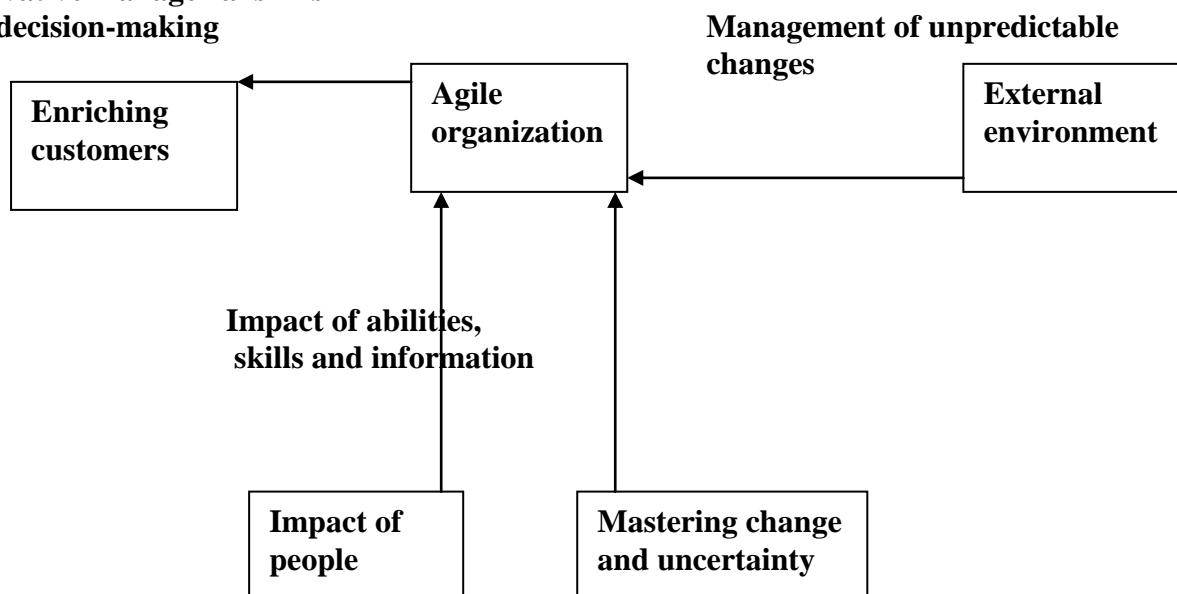 decision-making
Management of unpredictable
changes
Enriching
customers
Agile
organization
External
environment
Impact of abilities,
skills and information
Impact of
people
Mastering change
and uncertainty